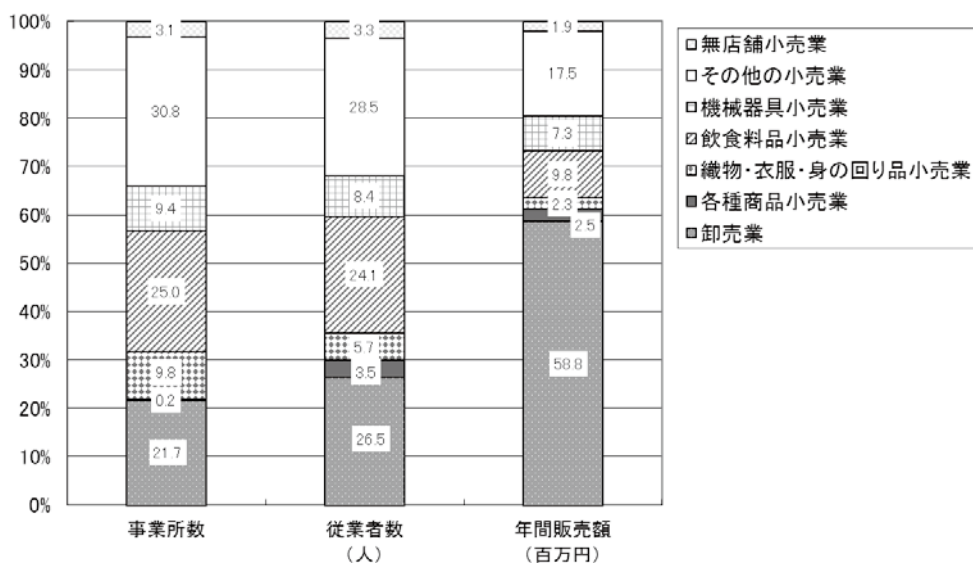 100%
90%
80%
70%
60%
50%
40%
30%
20%
10%
0%
3.1
30.8
9.4
25.0
9.8
0.2
21.7
3.3
28.5
8.4
24.1
5.7
3.5
26.5
1.9
17.5
7.3
9.8
2.3
2.5
58.8
事業所数
従業者数
(人)
年間販売額
(百万円)
無店舗小売業
その他の小売業
機械器具小売業
飲食料品小売業
織物・衣服・身の回り品小売業
各種商品小売業
卸売業